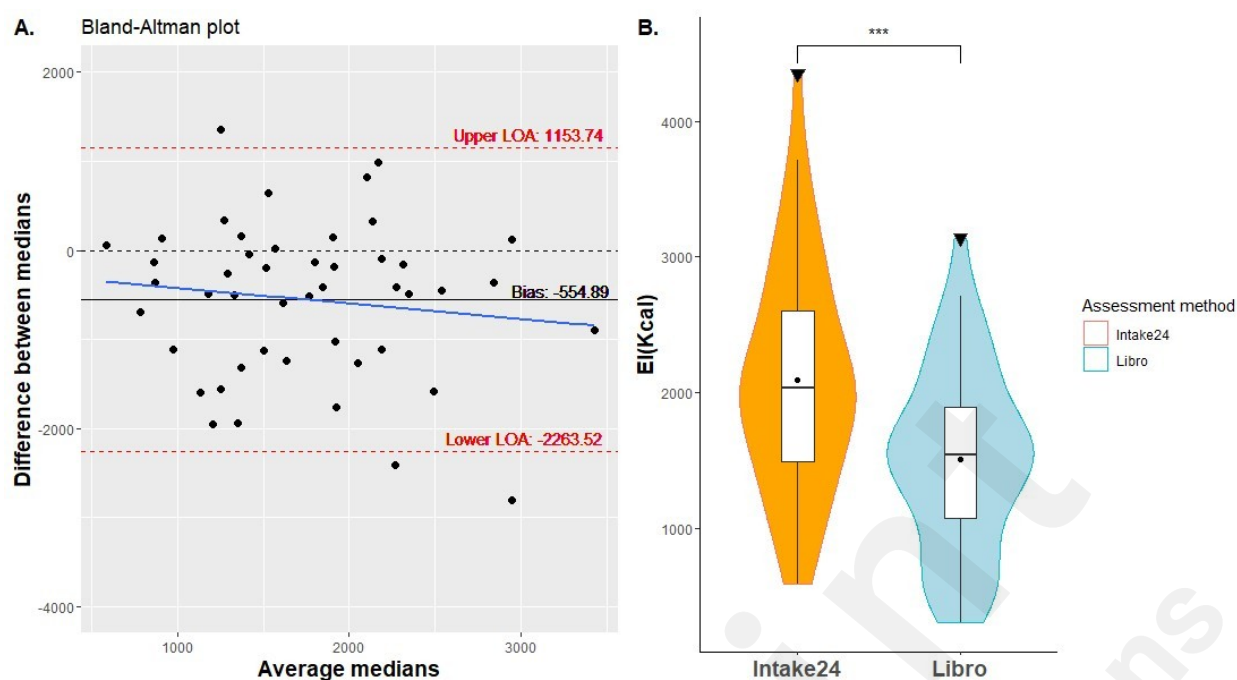 A.
Bland-Altman plot
Difference between medians
2000
0
-2000
-4000
Upper LOA: 1153.74
Bias: -554.89
Lower LOA: -2263.52
1000
2000
3000
Average medians
B.
***
EI(Kcal)
4000
3000
2000
1000
Intake24
Libro
Assessment method
Intake24
Libro
int
ns